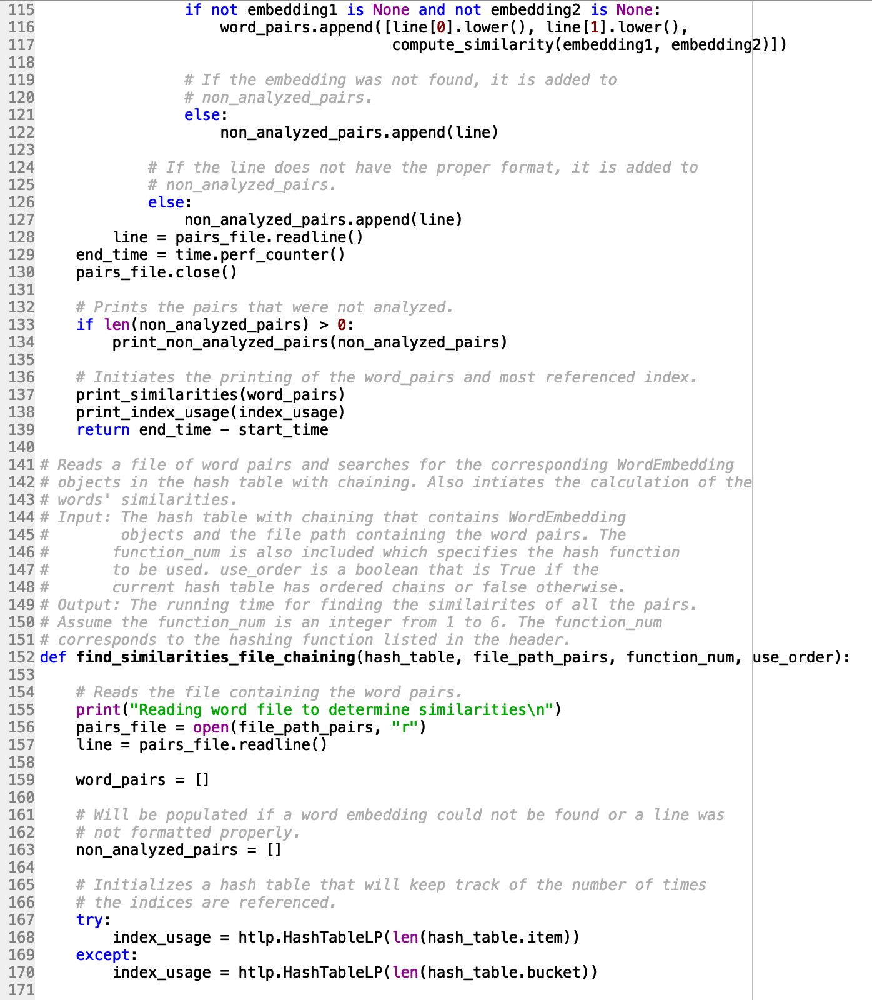 115                 if not embedding1 is None and not embedding2 is None:
116                     word_pairs.append([line[0].lower(), line[1].lower(),
117                                        compute_similarity(embedding1, embedding2)])
118
119                 # If the embedding was not found, it is added to
120                 # non_analyzed_pairs.
121                 else:
122                     non_analyzed_pairs.append(line)
123
124             # If the line does not have the proper format, it is added to
125             # non_analyzed_pairs.
126             else:
127                 non_analyzed_pairs.append(line)
128         line = pairs_file.readline()
129     end_time = time.perf_counter()
130     pairs_file.close()
131
132     # Prints the pairs that were not analyzed.
133     if len(non_analyzed_pairs) > 0:
134         print_non_analyzed_pairs(non_analyzed_pairs)
135
136     # Initiates the printing of the word_pairs and most referenced index.
137     print_similarities(word_pairs)
138     print_index_usage(index_usage)
139     return end_time - start_time
140
141 # Reads a file of word pairs and searches for the corresponding WordEmbedding
142 # objects in the hash table with chaining. Also intiates the calculation of the
143 # words' similarities.
144 # Input: The hash table with chaining that contains WordEmbedding
145 #        objects and the file path containing the word pairs. The
146 #       function_num is also included which specifies the hash function
147 #       to be used. use_order is a boolean that is True if the
148 #       current hash table has ordered chains or false otherwise.
149 # Output: The running time for finding the similairites of all the pairs.
150 # Assume the function_num is an integer from 1 to 6. The function_num
151 # corresponds to the hashing function listed in the header.
152 def find_similarities_file_chaining(hash_table, file_path_pairs, function_num, use_order):
153
154     # Reads the file containing the word pairs.
155     print("Reading word file to determine similarities\n")
156     pairs_file = open(file_path_pairs, "r")
157     line = pairs_file.readline()
158
159     word_pairs = []
160
161     # Will be populated if a word embedding could not be found or a line was
162     # not formatted properly.
163     non_analyzed_pairs = []
164
165     # Initializes a hash table that will keep track of the number of times
166     # the indices are referenced.
167     try:
168         index_usage = htlp.HashTableLP(len(hash_table.item))
169     except:
170         index_usage = htlp.HashTableLP(len(hash_table.bucket))
171